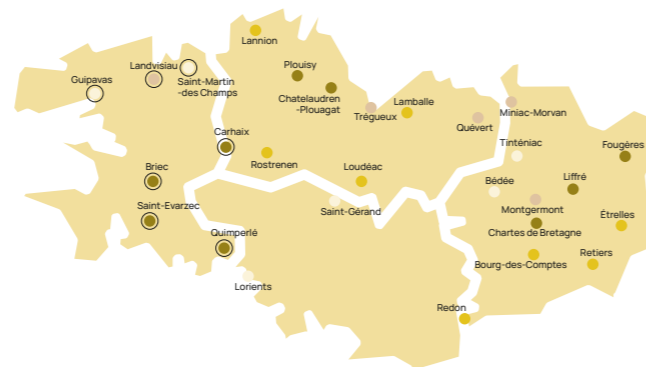 Lannion
Landvisiau
Plouisy
Guipavas
Saint-Martin
-des Champs
Chatelaudren
-Plouagat
Trégueux
Lamballe
Quévert
Miniac-Morvan
Carhaix
Tinténiac
Fougères
Rostrenen
Loudéac
Briec
Bédée
Liffré
Saint-Evarzec
Saint-Gérand
Montgermont
Étrelles
Quimperlé
Chartes de Bretagne
Bourg-des-Comptes
Retiers
Lorients
Redon